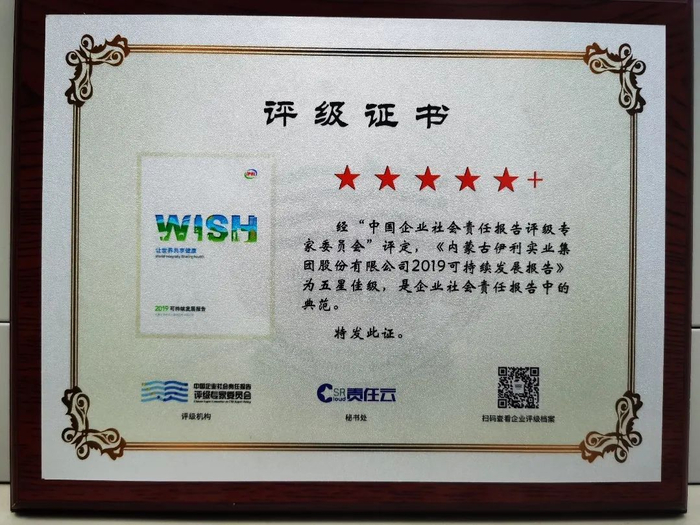 评级证书
★★★★★+
伊利
WISH
让世界共享健康
2019 可持续发展报告
经“中国企业社会责任报告评级专
家委员会”评定，《内蒙古伊利实业集
团股份有限公司2019可持续发展报告》
为五星佳级，是企业社会责任报告中的
典范。
特发此证。
中国企业社会责任报告
评级专家委员会
评级机构
CSR Cloud 责任云
秘书处
扫码查看企业评级档案